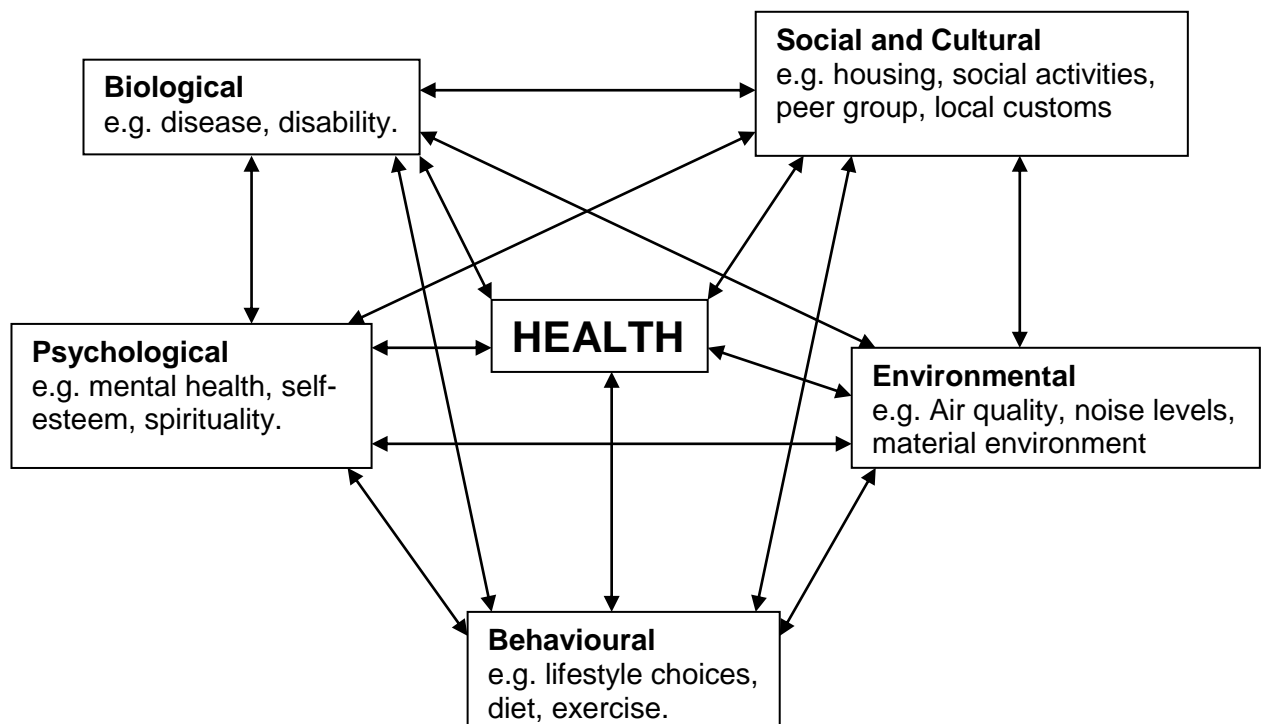 Social and Cultural
e.g. housing, social activities,
peer group, local customs
Biological
e.g. disease, disability.
HEALTH
Psychological
e.g. mental health, self-
esteem, spirituality.
Environmental
e.g. Air quality, noise levels,
material environment
Behavioural
e.g. lifestyle choices,
diet, exercise.